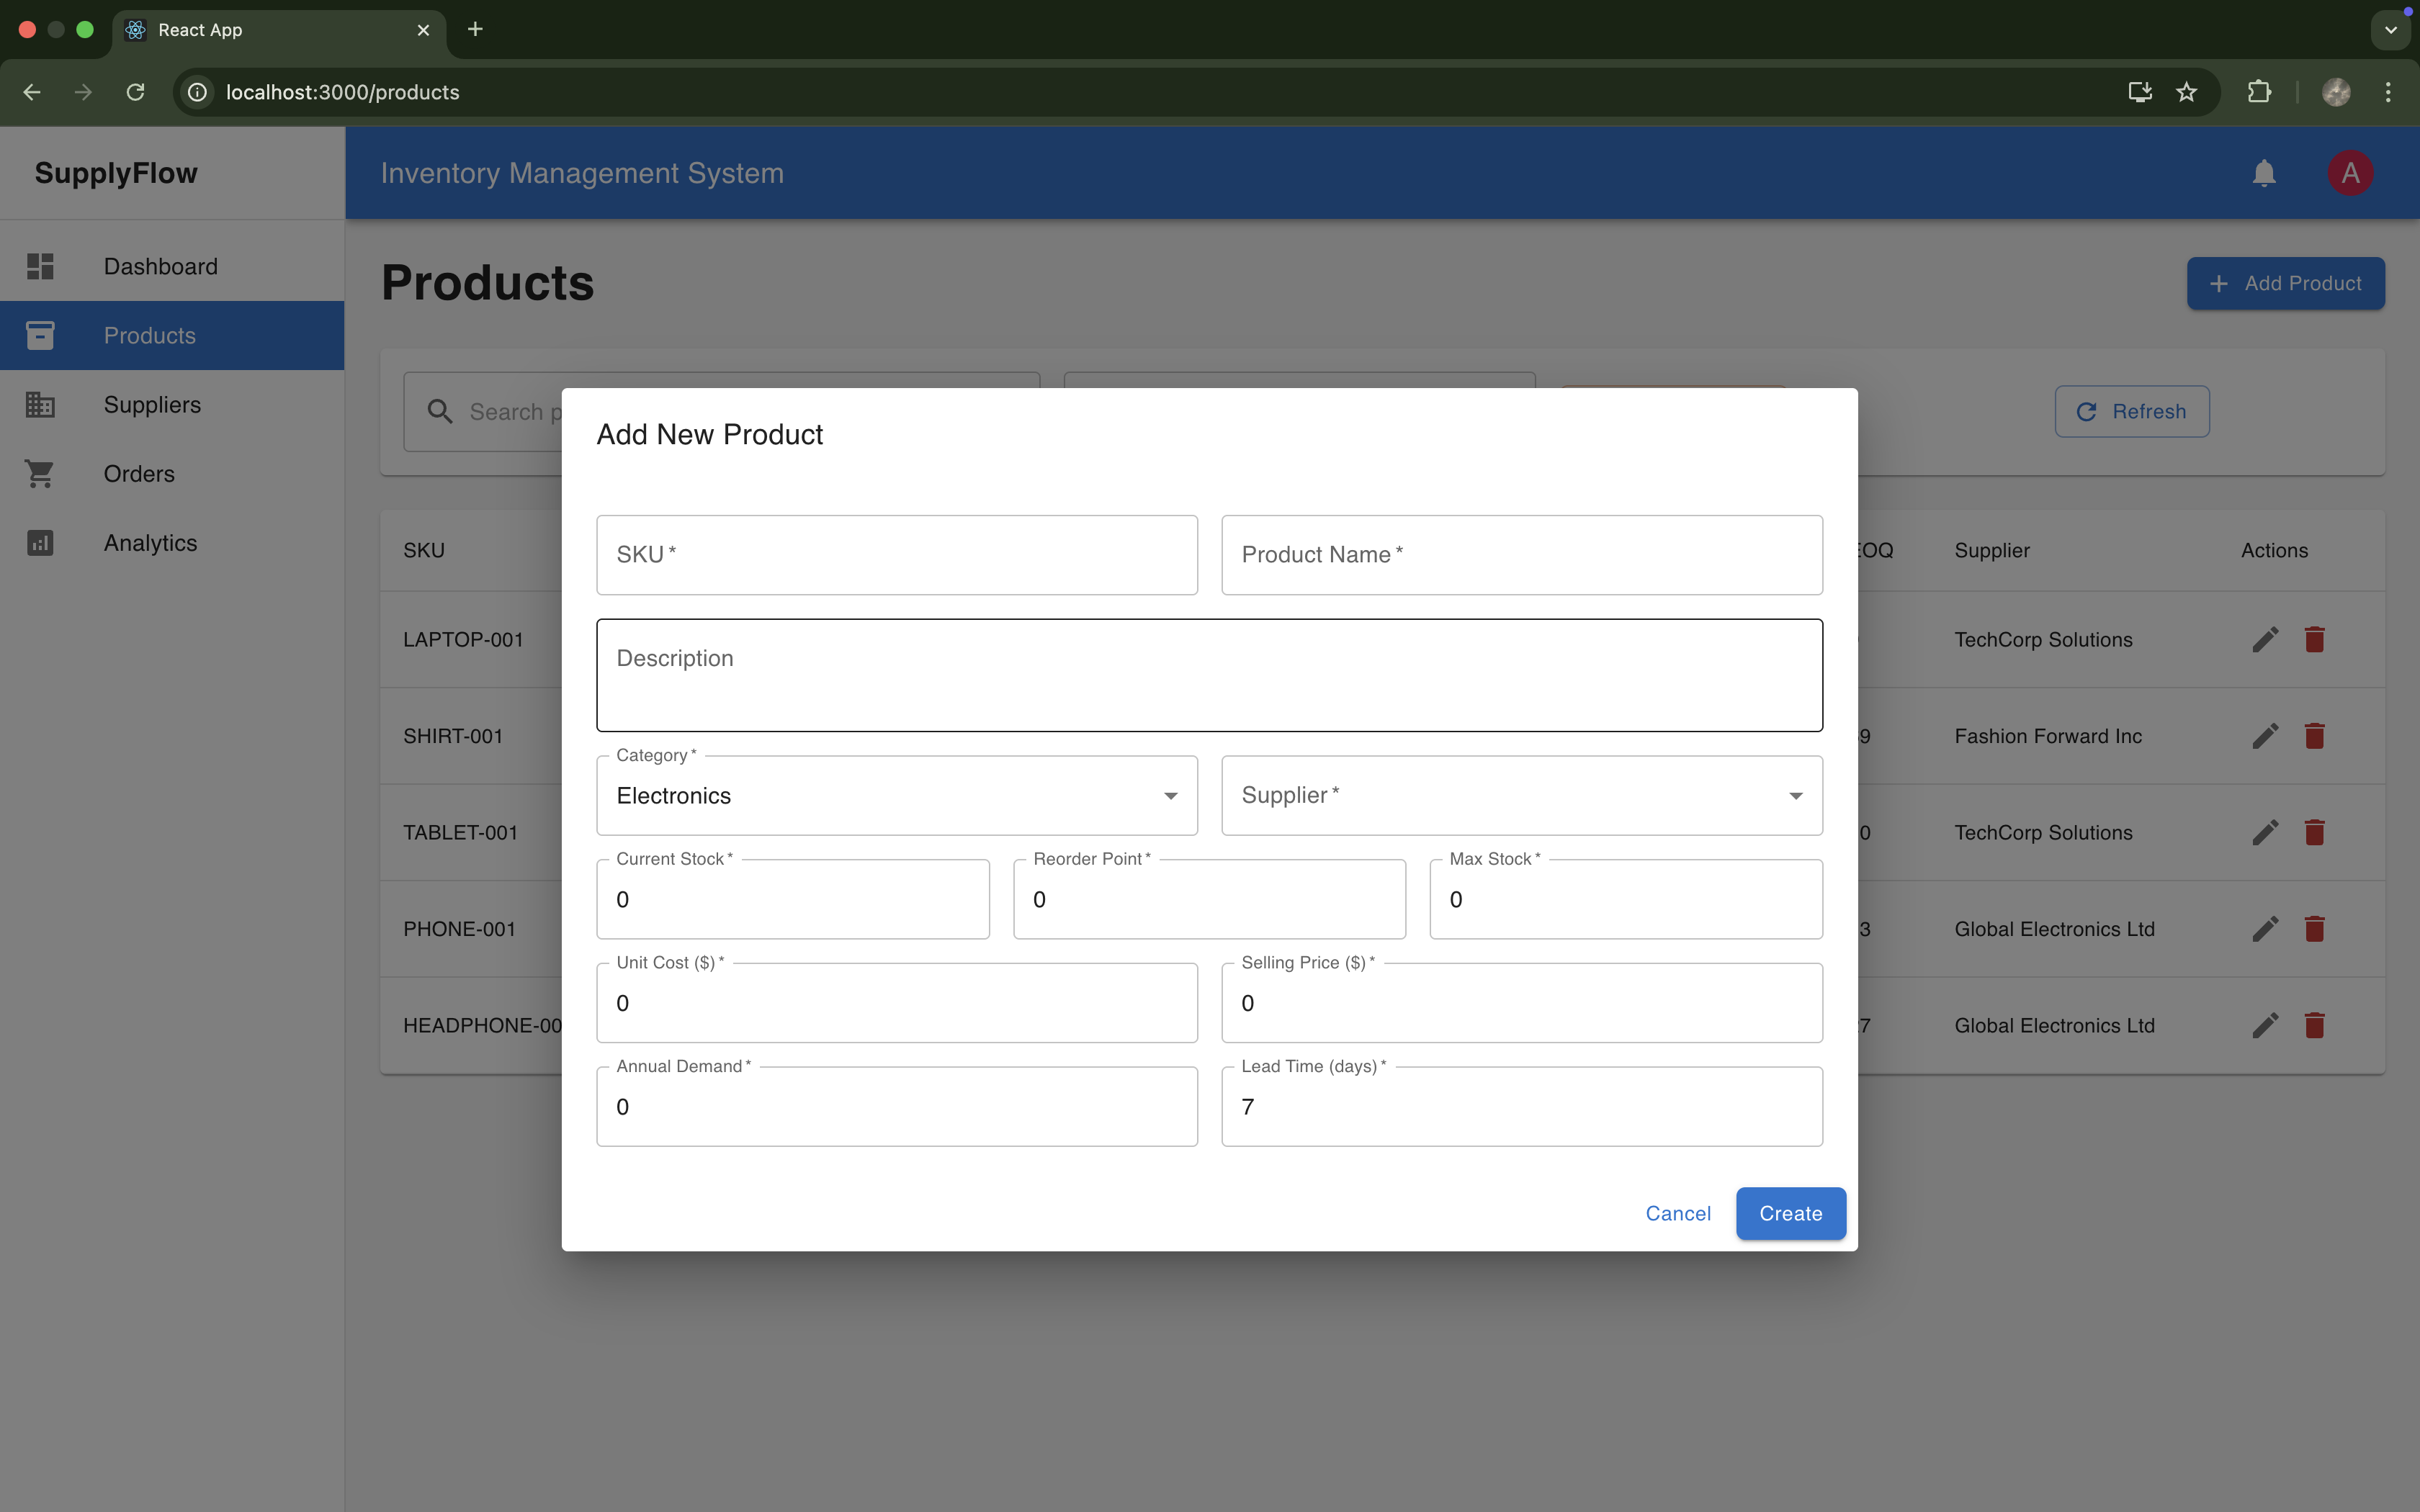 React App
localhost:3000/products
SupplyFlow
Inventory Management System
A
Dashboard
Products
Suppliers
Orders
Analytics
Products
Add Product
Search
Refresh
SKU
EOQ
Supplier
Actions
LAPTOP-001
TechCorp Solutions
SHIRT-001
9
Fashion Forward Inc
TABLET-001
0
TechCorp Solutions
PHONE-001
3
Global Electronics Ltd
HEADPHONE-00
7
Global Electronics Ltd
Add New Product
SKU *
Product Name *
Description
Category *
Electronics
Supplier *
Current Stock *
0
Reorder Point *
0
Max Stock *
0
Unit Cost ($) *
0
Selling Price ($) *
0
Annual Demand *
0
Lead Time (days) *
7
Cancel
Create